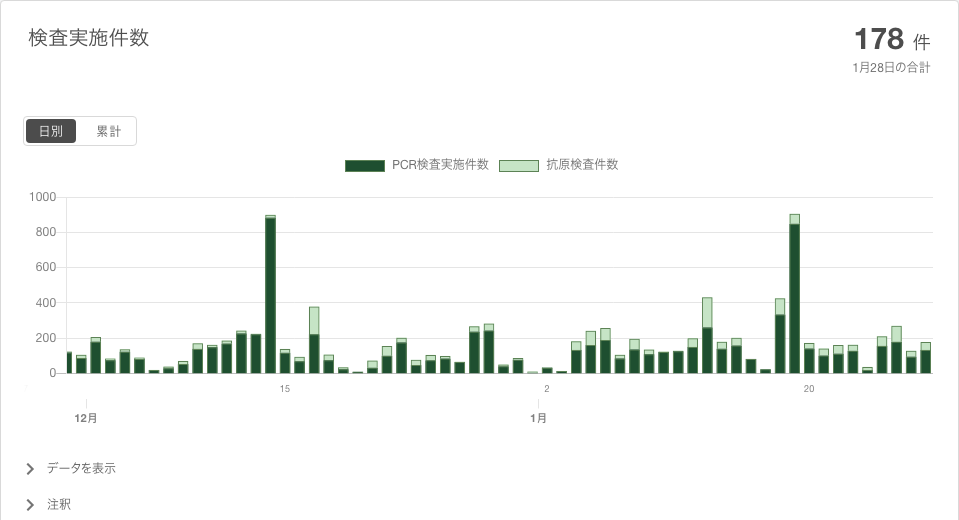 検査実施件数
178 件
1月28日の合計
日別 累計
PCR検査実施件数 抗原検査件数
1000
800
600
400
200
0
15 2 20
12月 1月
データを表示
注釈